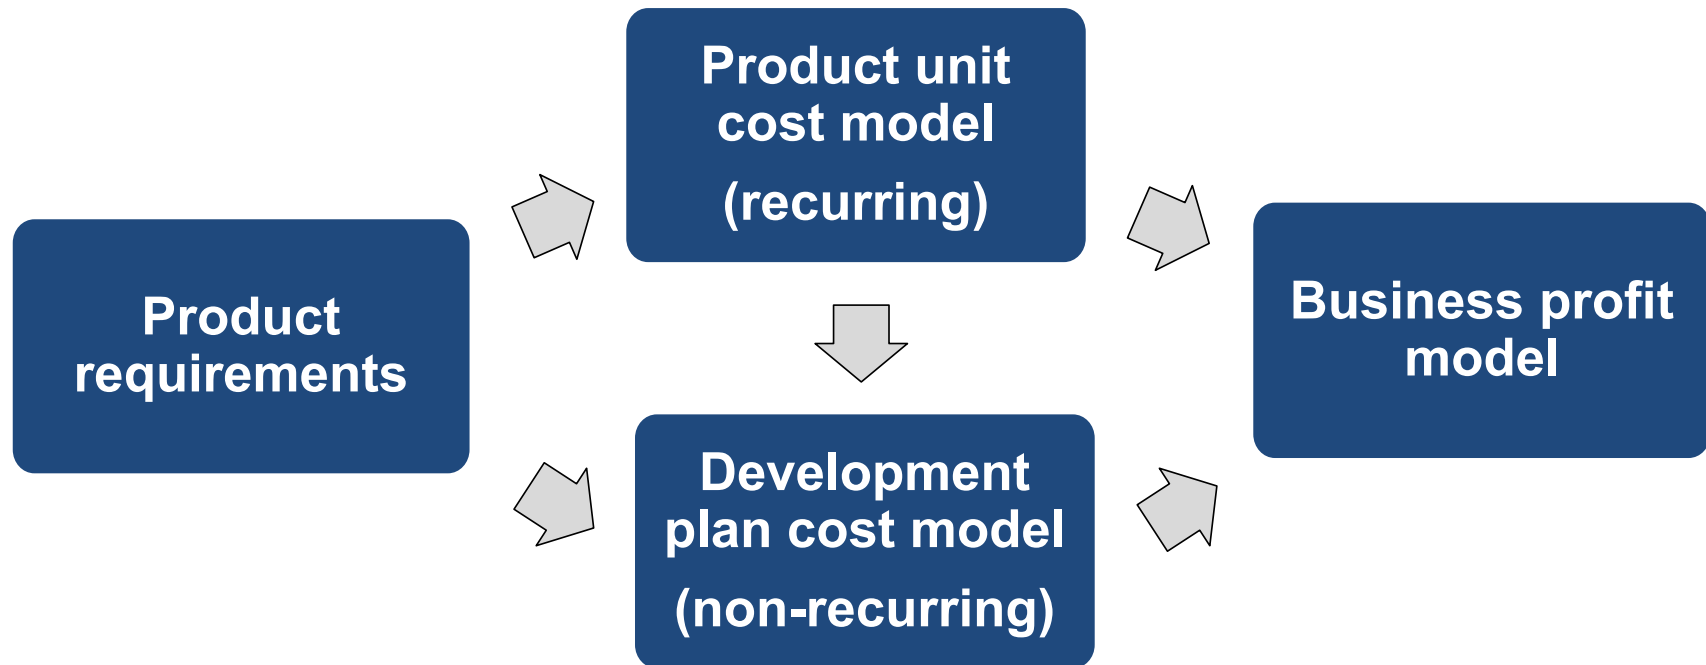 Product unit
cost model
(recurring)
Product
requirements
Business profit
model
Development
plan cost model
(non-recurring)